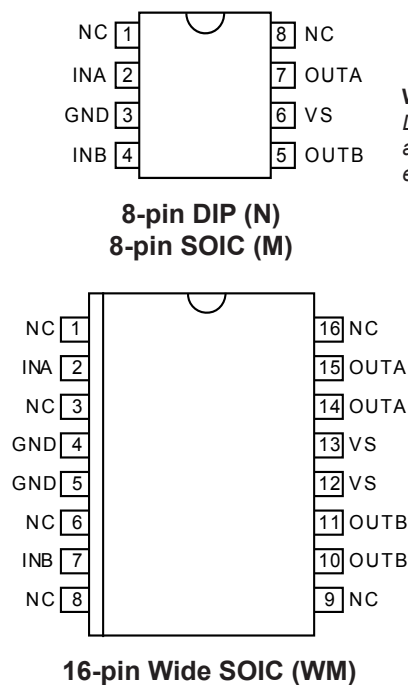 NC 1 8 NC
INA 2 7 OUTA
GND 3 6 VS
INB 4 5 OUTB
8-pin DIP (N)
8-pin SOIC (M)
NC 1 16 NC
INA 2 15 OUTA
NC 3 14 OUTA
GND 4 13 VS
GND 5 12 VS
NC 6 11 OUTB
INB 7 10 OUTB
NC 8 9 NC
16-pin Wide SOIC (WM)